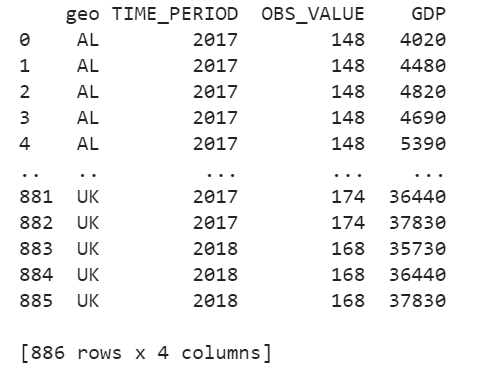 geo TIME_PERIOD OBS_VALUE GDP
0 AL 2017 148 4020
1 AL 2017 148 4480
2 AL 2017 148 4820
3 AL 2017 148 4690
4 AL 2017 148 5390
.. .. ... ... ...
881 UK 2017 174 36440
882 UK 2017 174 37830
883 UK 2018 168 35730
884 UK 2018 168 36440
885 UK 2018 168 37830
[886 rows x 4 columns]